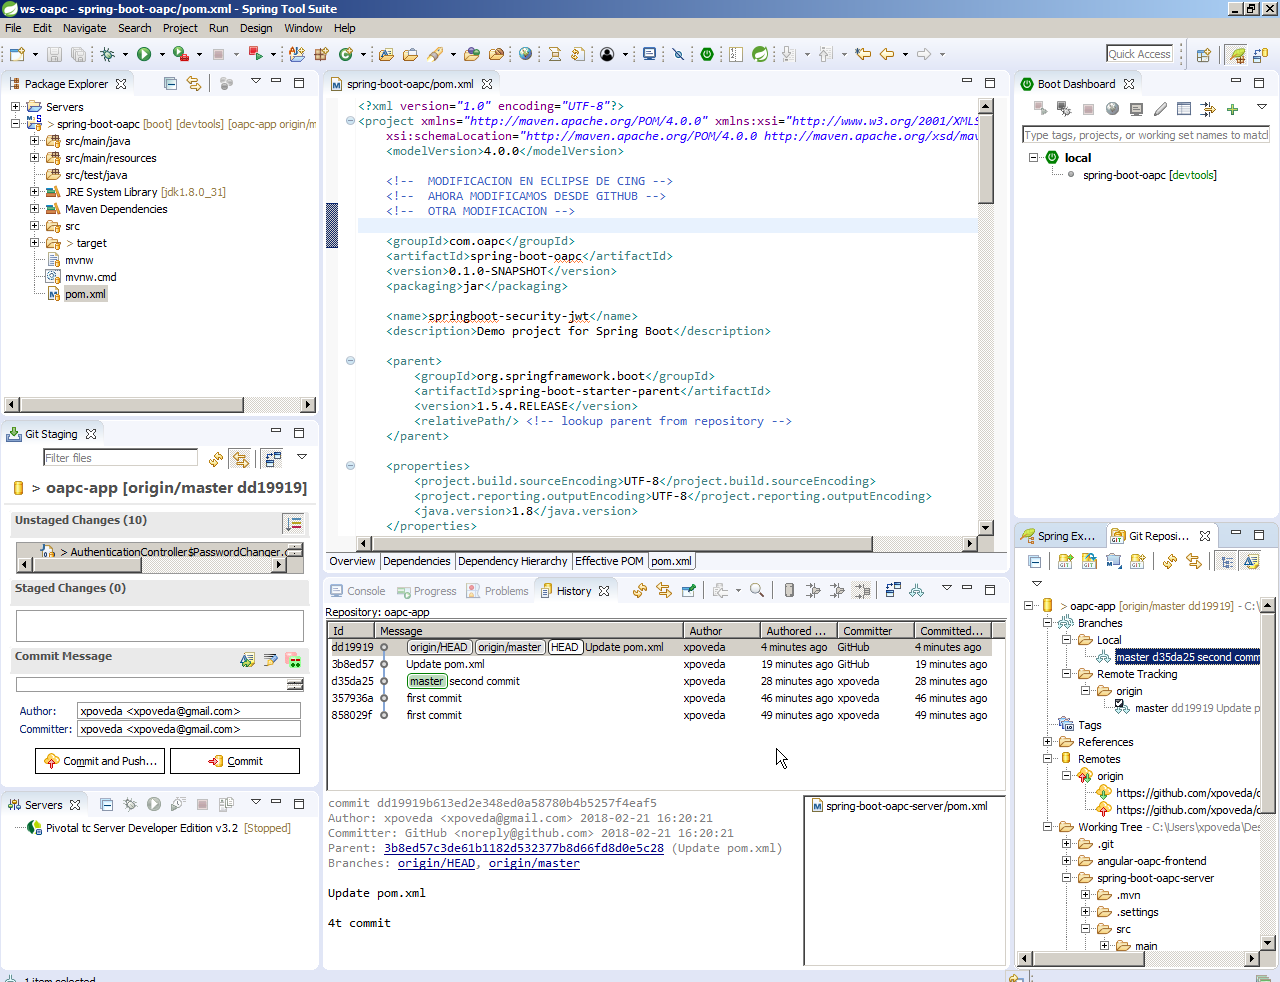 ws-oapc - spring-boot-oapc/pom.xml - Spring Tool Suite
File Edit Navigate Search Project Run Design Window Help
Quick Access
Package Explorer
Servers
> spring-boot-oapc [boot] [devtools] [oapc-app origin/m
src/main/java
src/main/resources
src/test/java
JRE System Library [jdk1.8.0_31]
Maven Dependencies
src
> target
mvnw
mvnw.cmd
pom.xml
Git Staging
Filter files
> oapc-app [origin/master dd19919]
Unstaged Changes (10)
> AuthenticationController$PasswordChanger.c
Staged Changes (0)
Commit Message
Author: xpoveda <xpoveda@gmail.com>
Committer: xpoveda <xpoveda@gmail.com>
Commit and Push... Commit
Servers
Pivotal tc Server Developer Edition v3.2 [Stopped]
1 item selected
spring-boot-oapc/pom.xml
<?xml version="1.0" encoding="UTF-8"?>
<project xmlns="http://maven.apache.org/POM/4.0.0" xmlns:xsi="http://www.w3.org/2001/XMLS
xsi:schemaLocation="http://maven.apache.org/POM/4.0.0 http://maven.apache.org/xsd/mav
<modelVersion>4.0.0</modelVersion>
<!-- MODIFICACION EN ECLIPSE DE CING -->
<!-- AHORA MODIFICAMOS DESDE GITHUB -->
<!-- OTRA MODIFICACION -->
<groupId>com.oapc</groupId>
<artifactId>spring-boot-oapc</artifactId>
<version>0.1.0-SNAPSHOT</version>
<packaging>jar</packaging>
<name>springboot-security-jwt</name>
<description>Demo project for Spring Boot</description>
<parent>
<groupId>org.springframework.boot</groupId>
<artifactId>spring-boot-starter-parent</artifactId>
<version>1.5.4.RELEASE</version>
<relativePath/> <!-- lookup parent from repository -->
</parent>
<properties>
<project.build.sourceEncoding>UTF-8</project.build.sourceEncoding>
<project.reporting.outputEncoding>UTF-8</project.reporting.outputEncoding>
<java.version>1.8</java.version>
</properties>
Overview Dependencies Dependency Hierarchy Effective POM pom.xml
Console Progress Problems History
Repository: oapc-app
Id Message Author Authored ... Committer Committed...
dd19919 origin/HEAD origin/master HEAD Update pom.xml xpoveda 4 minutes ago GitHub 4 minutes ago
3b8ed57 Update pom.xml xpoveda 19 minutes ago GitHub 19 minutes ago
d35da25 master second commit xpoveda 28 minutes ago xpoveda 28 minutes ago
357936a first commit xpoveda 46 minutes ago xpoveda 46 minutes ago
858029f first commit xpoveda 49 minutes ago xpoveda 49 minutes ago
commit dd19919b613ed2e348ed0a58780b4b5257f4eaf5
Author: xpoveda <xpoveda@gmail.com> 2018-02-21 16:20:21
Committer: GitHub <noreply@github.com> 2018-02-21 16:20:21
Parent: 3b8ed57c3de61b1182d532377b8d66fd8d0e5c28 (Update pom.xml)
Branches: origin/HEAD, origin/master
Update pom.xml
4t commit
spring-boot-oapc-server/pom.xml
Boot Dashboard
Type tags, projects, or working set names to matcl
local
spring-boot-oapc [devtools]
Spring Ex... Git Reposi...
> oapc-app [origin/master dd19919] - C:\
Branches
Local
master d35da25 second comm
Remote Tracking
origin
master dd19919 Update p
Tags
References
Remotes
origin
https://github.com/xpoveda/c
https://github.com/xpoveda/c
Working Tree - C:\Users\xpoveda\Des
.git
angular-oapc-frontend
spring-boot-oapc-server
.mvn
.settings
src
main